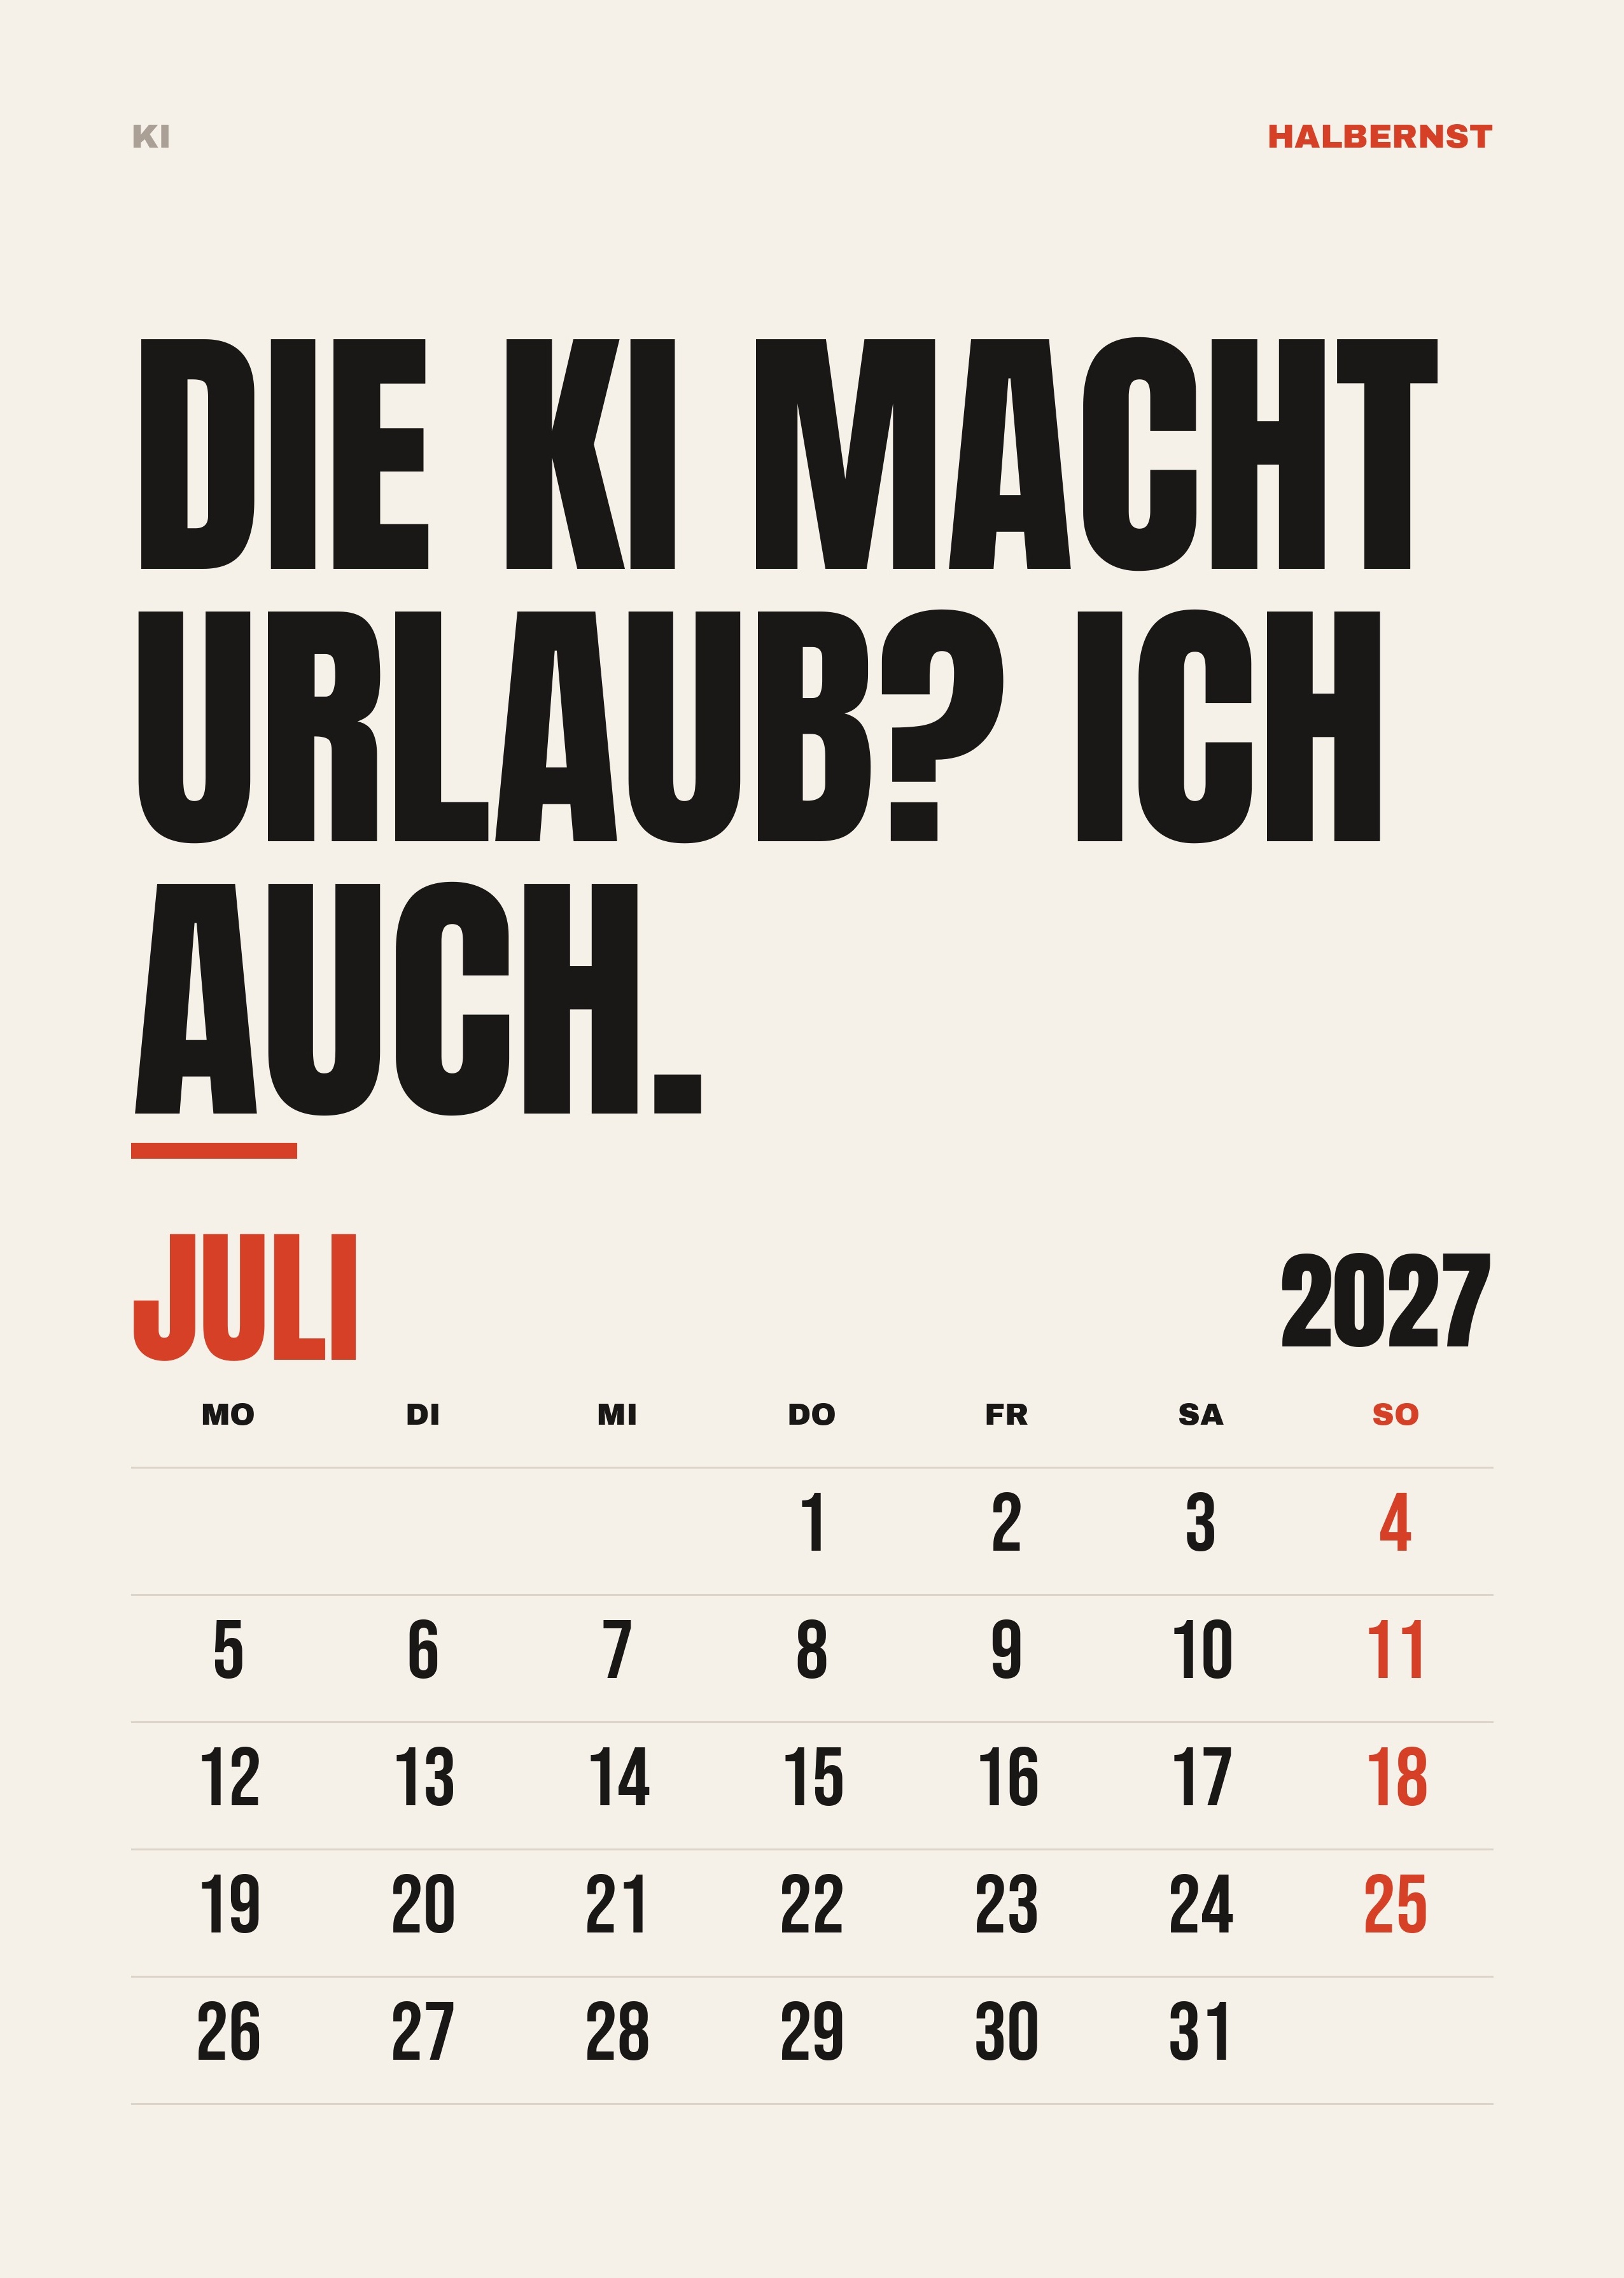 KI HALBERNST
DIE KI MACHT
URLAUB? ICH
AUCH.
JULI 2027
MO DI MI DO FR SA SO
1 2 3 4
5 6 7 8 9 10 11
12 13 14 15 16 17 18
19 20 21 22 23 24 25
26 27 28 29 30 31